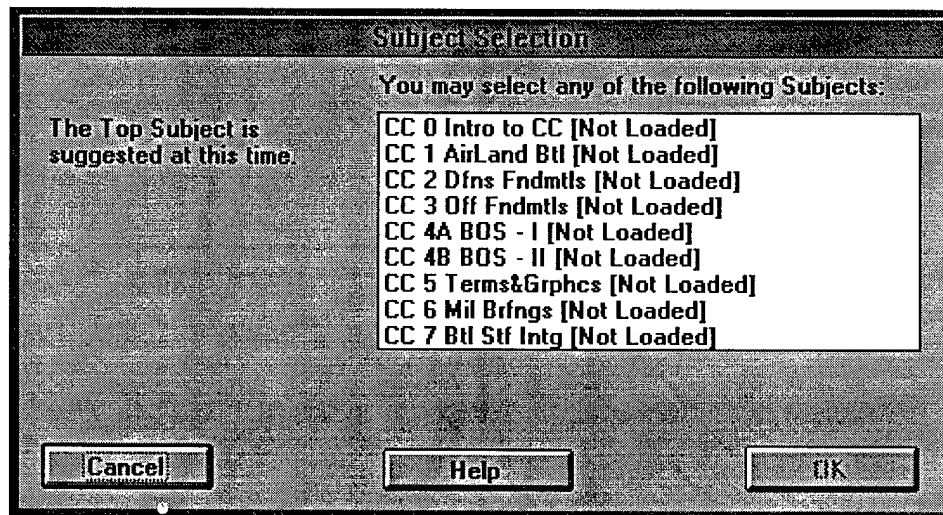 Subject Selection
You may select any of the following Subjects:
The Top Subject is
suggested at this time.
CC 0 Intro to CC [Not Loaded]
CC 1 AirLand Btl [Not Loaded]
CC 2 Dfns Fndmtls [Not Loaded]
CC 3 Off Fndmtls [Not Loaded]
CC 4A BOS - I [Not Loaded]
CC 4B BOS - II [Not Loaded]
CC 5 Terms&Grphcs [Not Loaded]
CC 6 Mil Brfngs [Not Loaded]
CC 7 Btl Stf Intg [Not Loaded]
Cancel
Help
OK